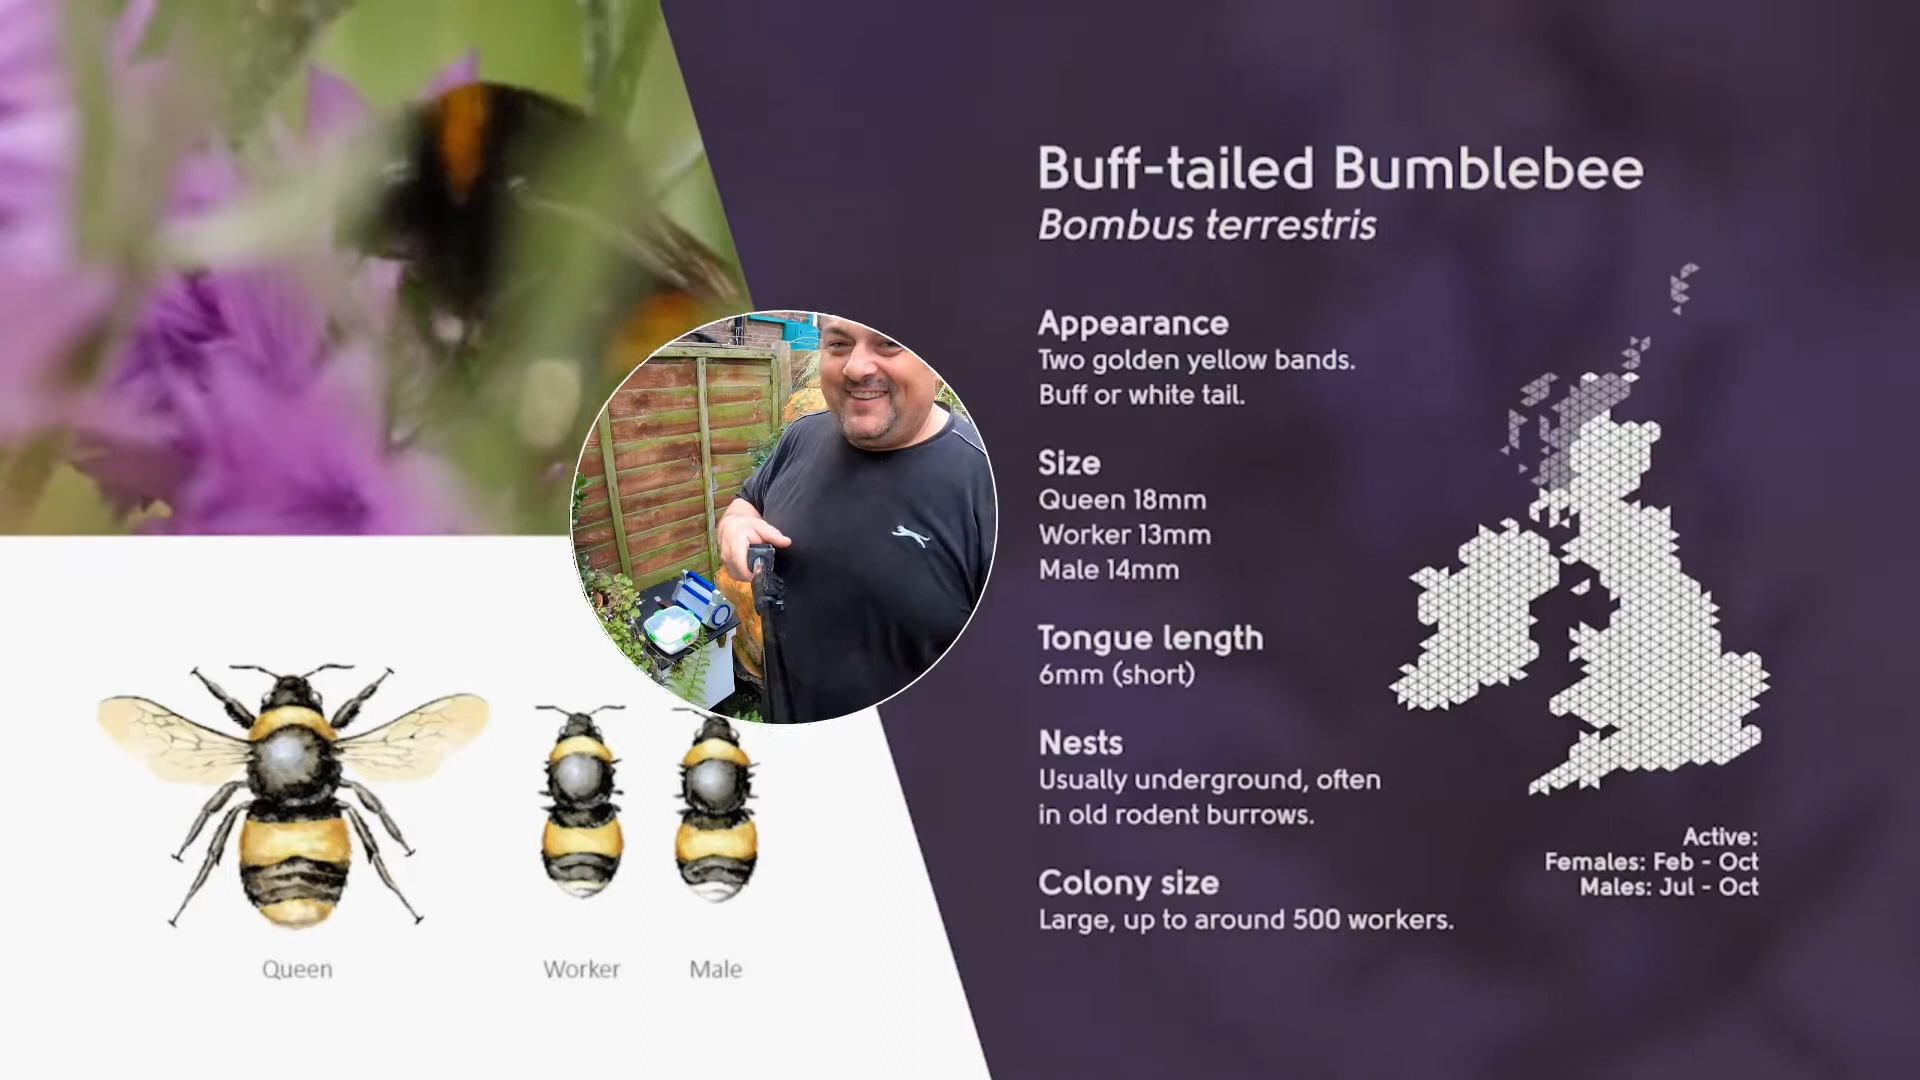 Buff-tailed Bumblebee
Bombus terrestris
Appearance
Two golden yellow bands.
Buff or white tail.
Size
Queen 18mm
Worker 13mm
Male 14mm
Tongue length
6mm (short)
Nests
Usually underground, often
in old rodent burrows.
Colony size
Large, up to around 500 workers.
Active:
Females: Feb - Oct
Males: Jul - Oct
Queen
Worker
Male